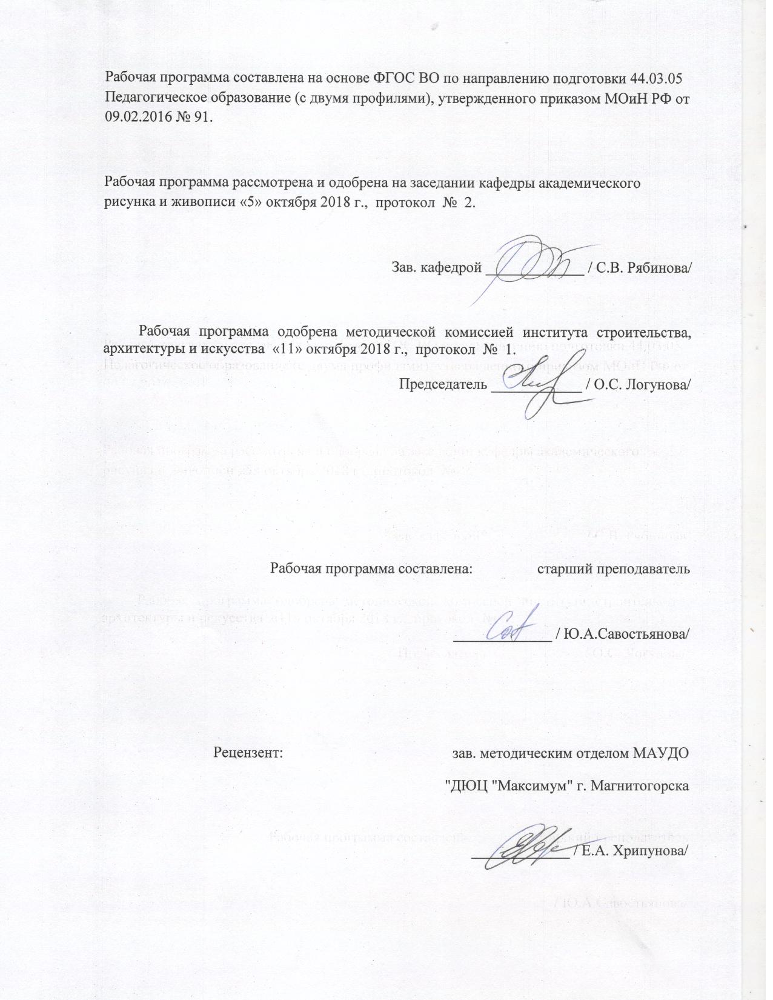 Рабочая программа составлена на основе ФГОС ВО по направлению подготовки 44.03.05
Педагогическое образование (с двумя профилями), утвержденного приказом МОиН РФ от
09.02.2016 № 91.
Рабочая программа рассмотрена и одобрена на заседании кафедры академического
рисунка и живописи «5» октября 2018 г.,  протокол  №  2.
Зав. кафедрой _____________ / С.В. Рябинова/
Рабочая программа одобрена методической комиссией института строительства,
архитектуры и искусства  «11» октября 2018 г.,  протокол  №  1.
Председатель ____________ / О.С. Логунова/
Рабочая программа составлена: старший преподаватель
_____________ / Ю.А.Савостьянова/
Рецензент: зав. методическим отделом МАУДО
"ДЮЦ "Максимум" г. Магнитогорска
_____________ / Е.А. Хрипунова/